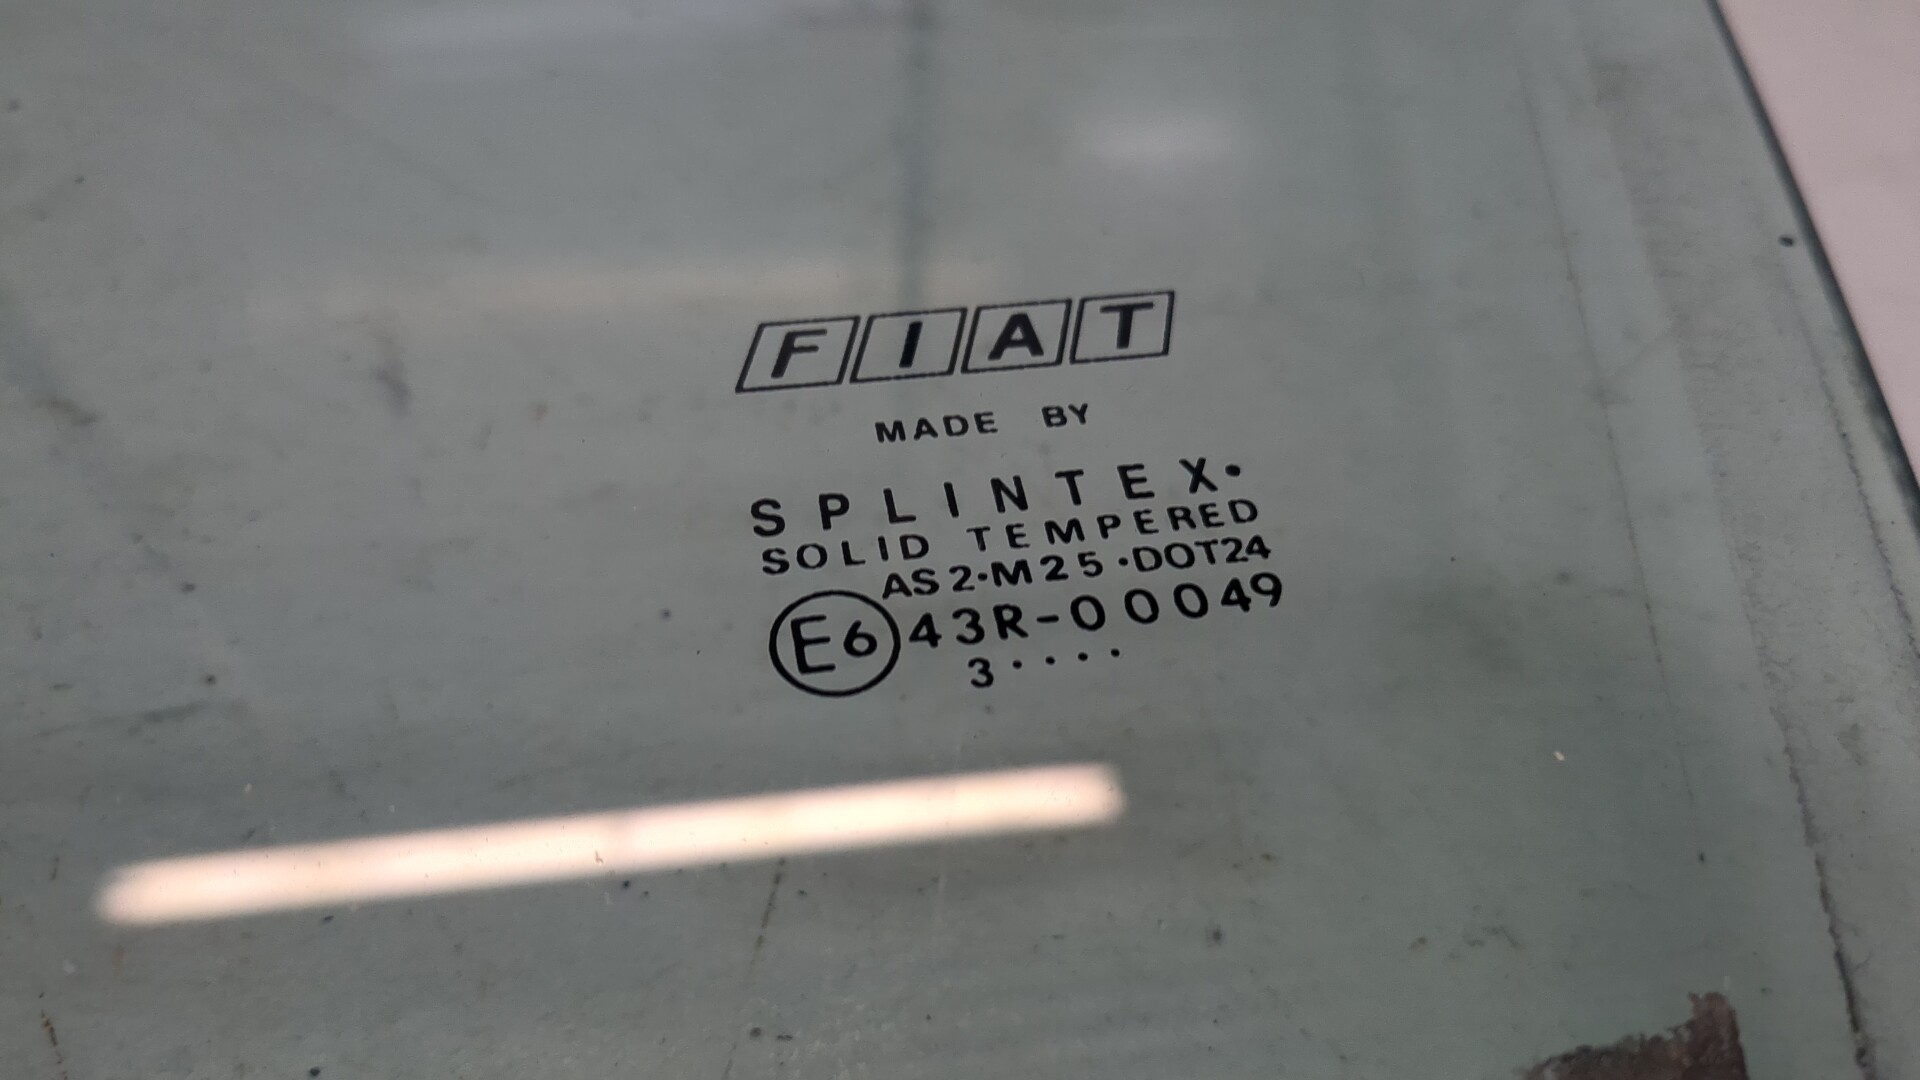 FIAT
MADE BY
SPLINTEX.
SOLID TEMPERED
AS2·M25·DOT24
E6 43R-00049
3····